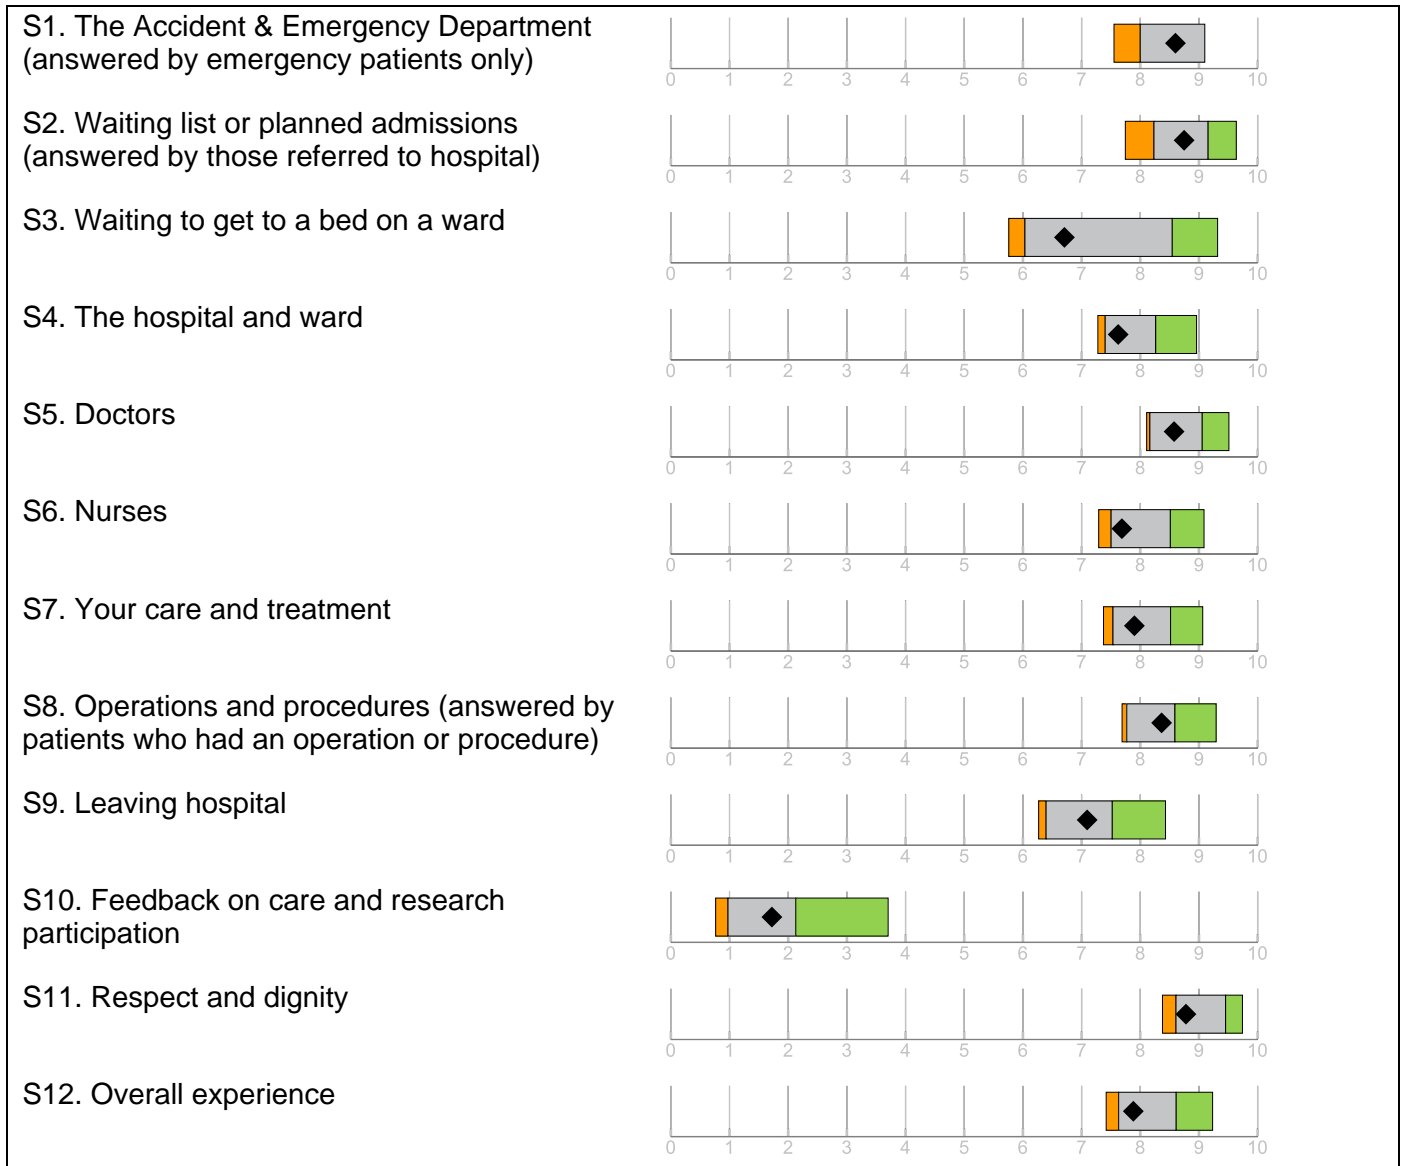 S1. The Accident & Emergency Department
(answered by emergency patients only)
0 1 2 3 4 5 6 7 8 9 10
S2. Waiting list or planned admissions
(answered by those referred to hospital)
0 1 2 3 4 5 6 7 8 9 10
S3. Waiting to get to a bed on a ward
0 1 2 3 4 5 6 7 8 9 10
S4. The hospital and ward
0 1 2 3 4 5 6 7 8 9 10
S5. Doctors
0 1 2 3 4 5 6 7 8 9 10
S6. Nurses
0 1 2 3 4 5 6 7 8 9 10
S7. Your care and treatment
0 1 2 3 4 5 6 7 8 9 10
S8. Operations and procedures (answered by
patients who had an operation or procedure)
0 1 2 3 4 5 6 7 8 9 10
S9. Leaving hospital
0 1 2 3 4 5 6 7 8 9 10
S10. Feedback on care and research
participation
0 1 2 3 4 5 6 7 8 9 10
S11. Respect and dignity
0 1 2 3 4 5 6 7 8 9 10
S12. Overall experience
0 1 2 3 4 5 6 7 8 9 10